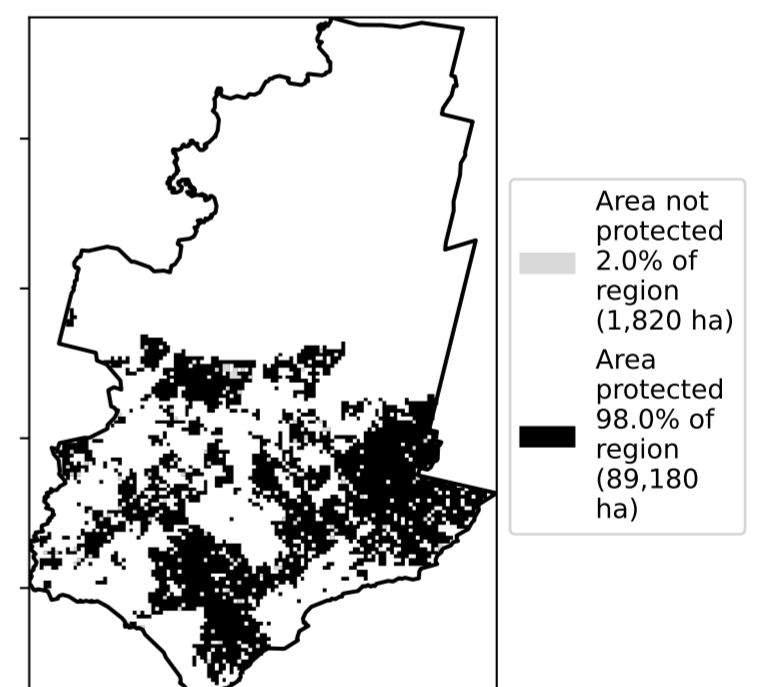 Area not
protected
2.0% of
region
(1,820 ha)
Area
protected
98.0% of
region
(89,180
ha)